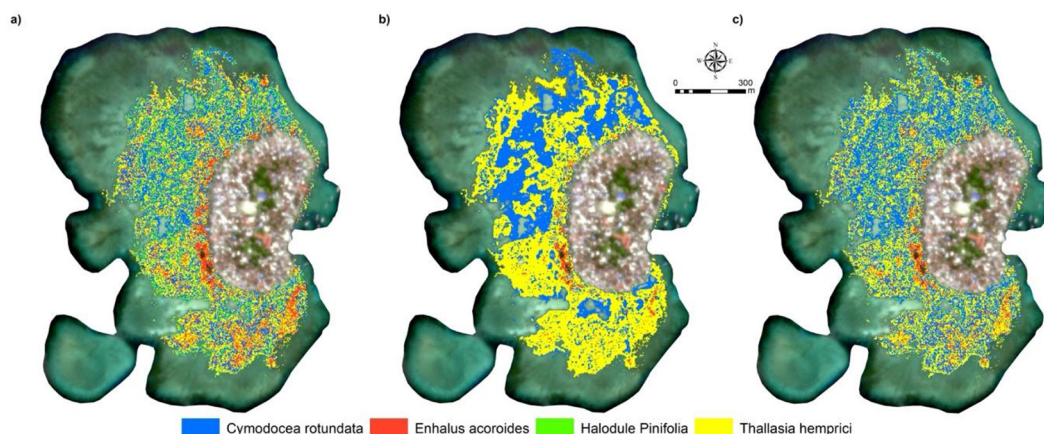 a) b) c)
N
W E
S
0 300
m
Cymodocea rotundata Enhalus acoroides Halodule Pinifolia Thallasia hemprici